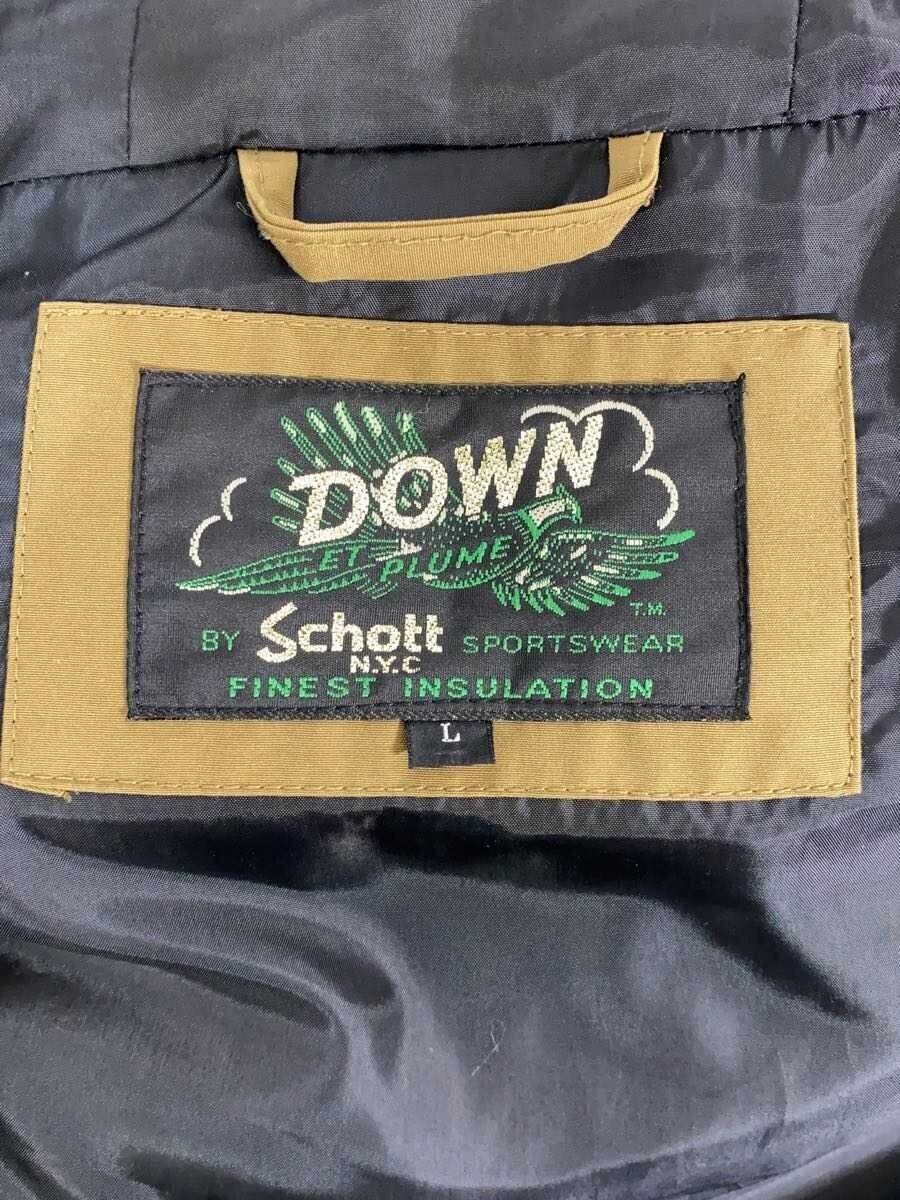 DOWN
ET PLUME
T.M.
BY Schott SPORTSWEAR
N.Y.C
FINEST INSULATION
L